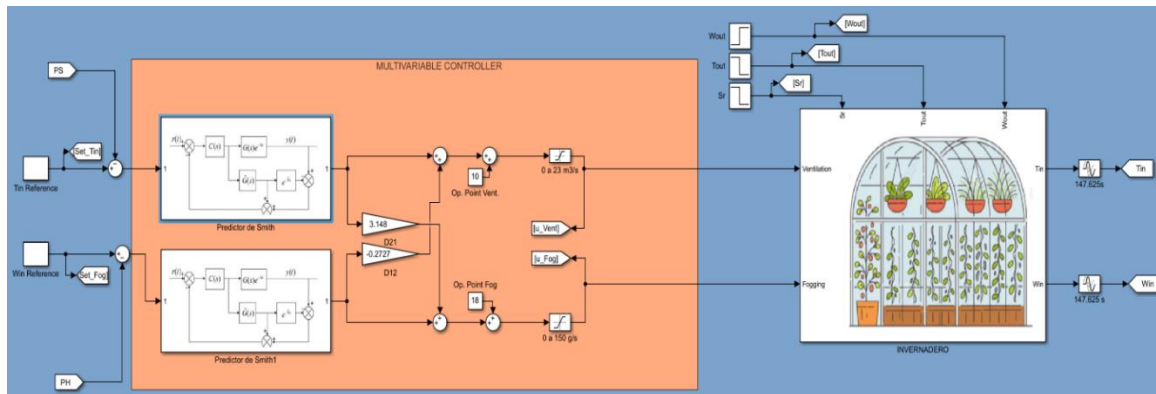 MULTIVARIABLE CONTROLLER
Wout
[Wout]
Tout
[Tout]
Sr
[Sr]
PS
[Set_Tin]
Tin Reference
1
r(t)
C(s)
y(t)
1
Predictor de Smith
10
Op. Point Vent.
0 a 23 m3/s
3.148
D21
-0.2727
D12
[u_Vent]
[u_Fog]
Win Reference
[Set_Fog]
1
r(t)
C(s)
y(t)
1
Predictor de Smith1
Op. Point Fog
18
0 a 150 g/s
PH
Sr
Tout
Wout
Ventilation
Fogging
Tin
Win
INVERNADERO
147.625s
Tin
147.625 s
Win